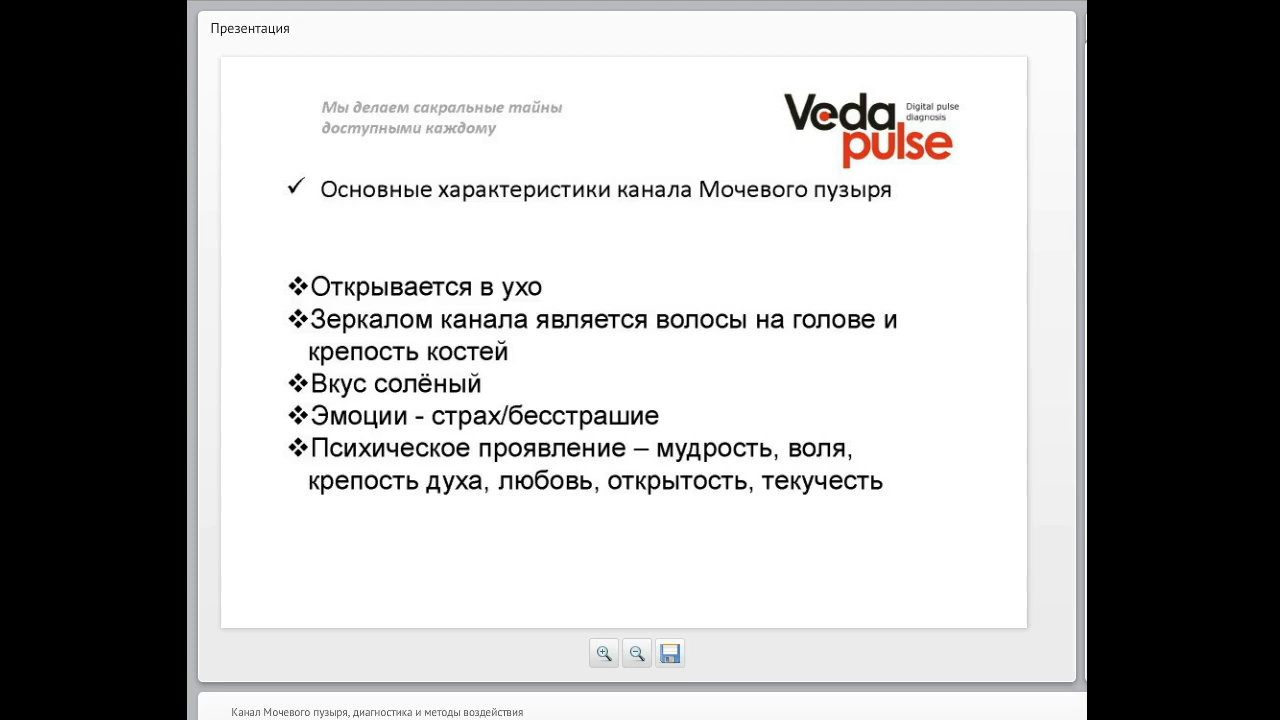 Презентация
Мы делаем сакральные тайны
доступными каждому
Veda
Digital pulse
diagnosis
pulse
✓ Основные характеристики канала Мочевого пузыря
❖Открывается в ухо
❖Зеркалом канала является волосы на голове и
крепость костей
❖Вкус солёный
❖Эмоции - страх/бесстрашие
❖Психическое проявление – мудрость, воля,
крепость духа, любовь, открытость, текучесть
Канал Мочевого пузыря, диагностика и методы воздействия